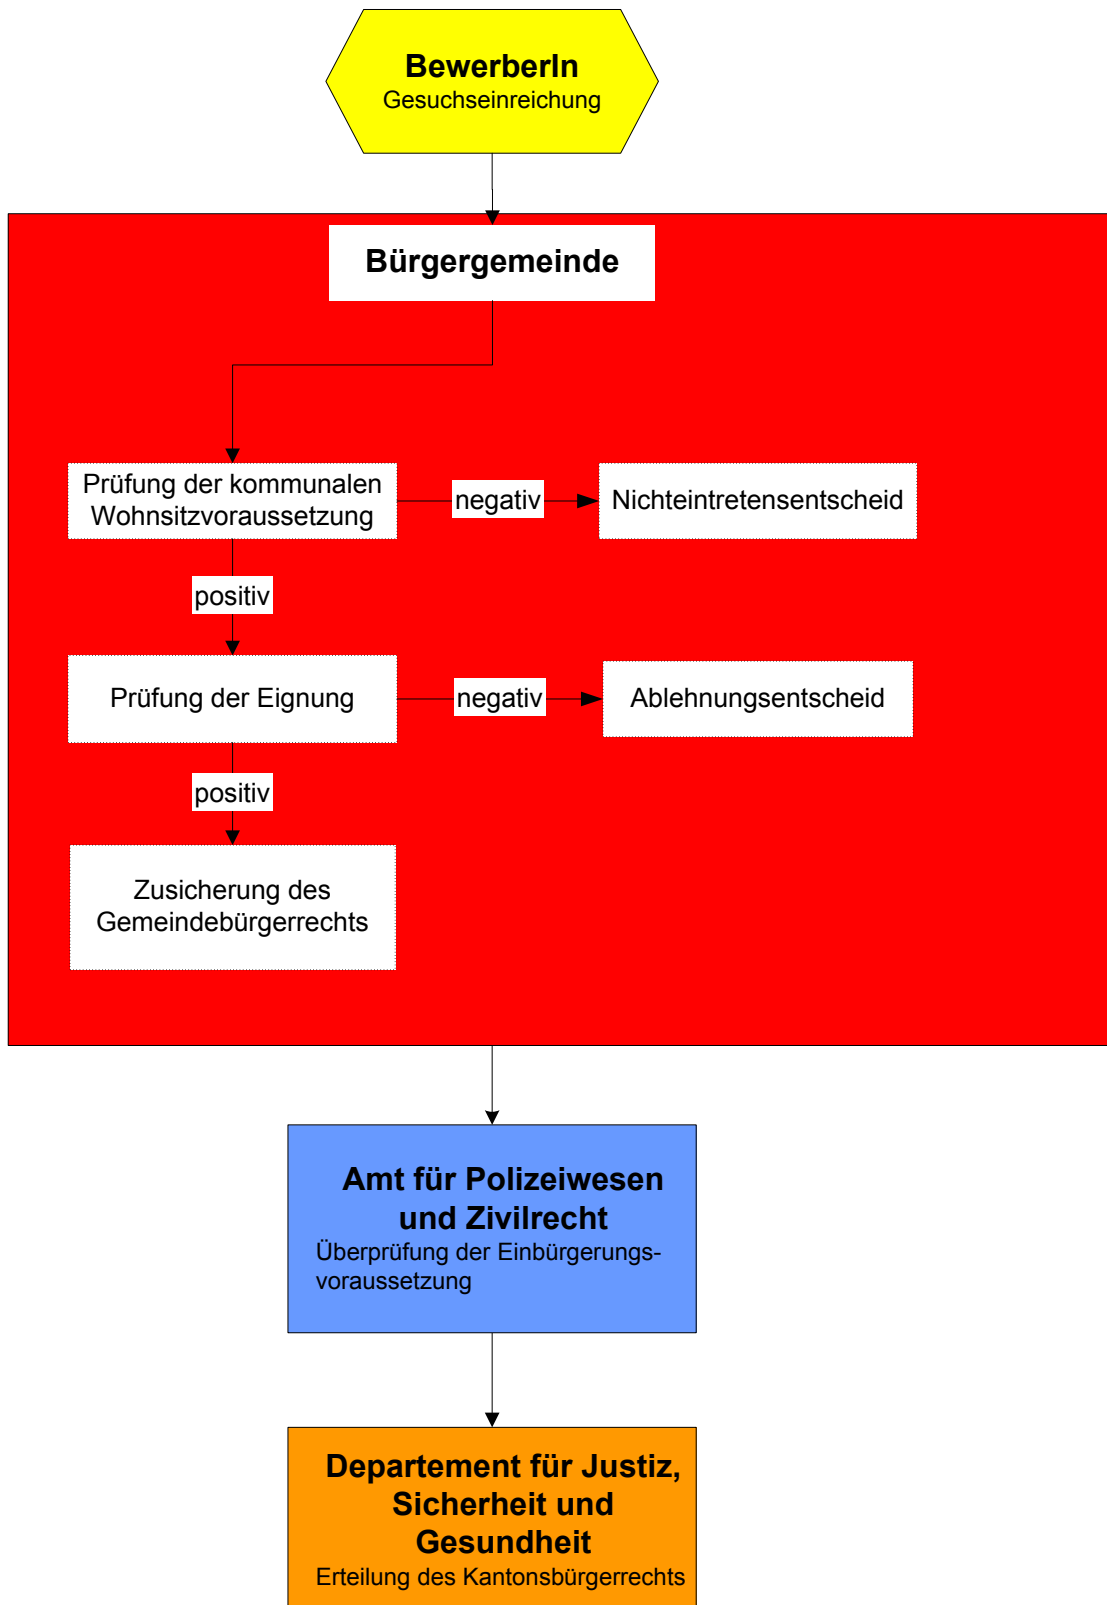 BewerberIn
Gesuchseinreichung
Bürgergemeinde
Prüfung der kommunalen
Wohnsitzvoraussetzung
negativ
Nichteintretensentscheid
positiv
Prüfung der Eignung
negativ
Ablehnungsentscheid
positiv
Zusicherung des
Gemeindebürgerrechts
Amt für Polizeiwesen
und Zivilrecht
Überprüfung der Einbürgerungs-
voraussetzung
Departement für Justiz,
Sicherheit und
Gesundheit
Erteilung des Kantonsbürgerrechts